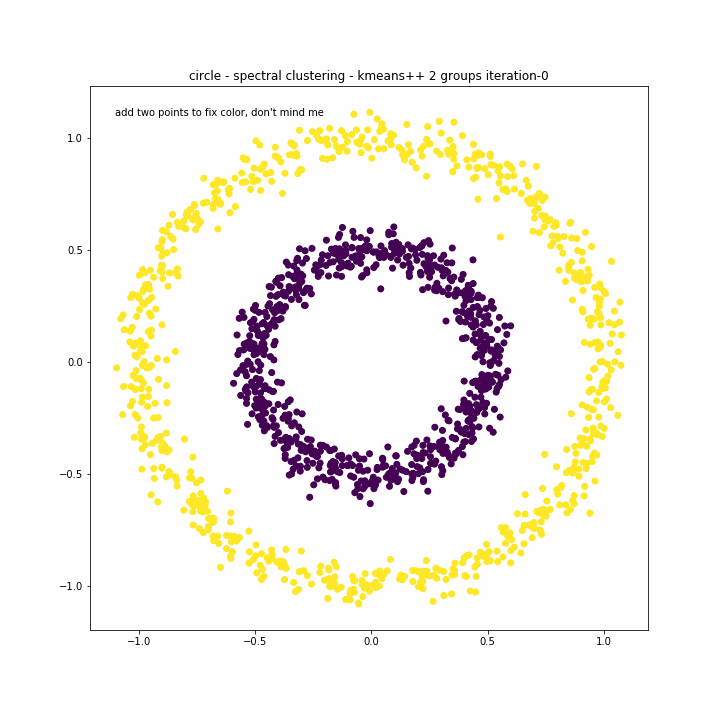 circle - spectral clustering - kmeans++ 2 groups iteration-0
add two points to fix color, don't mind me
1.0
0.5
0.0
−0.5
−1.0
−1.0 −0.5 0.0 0.5 1.0